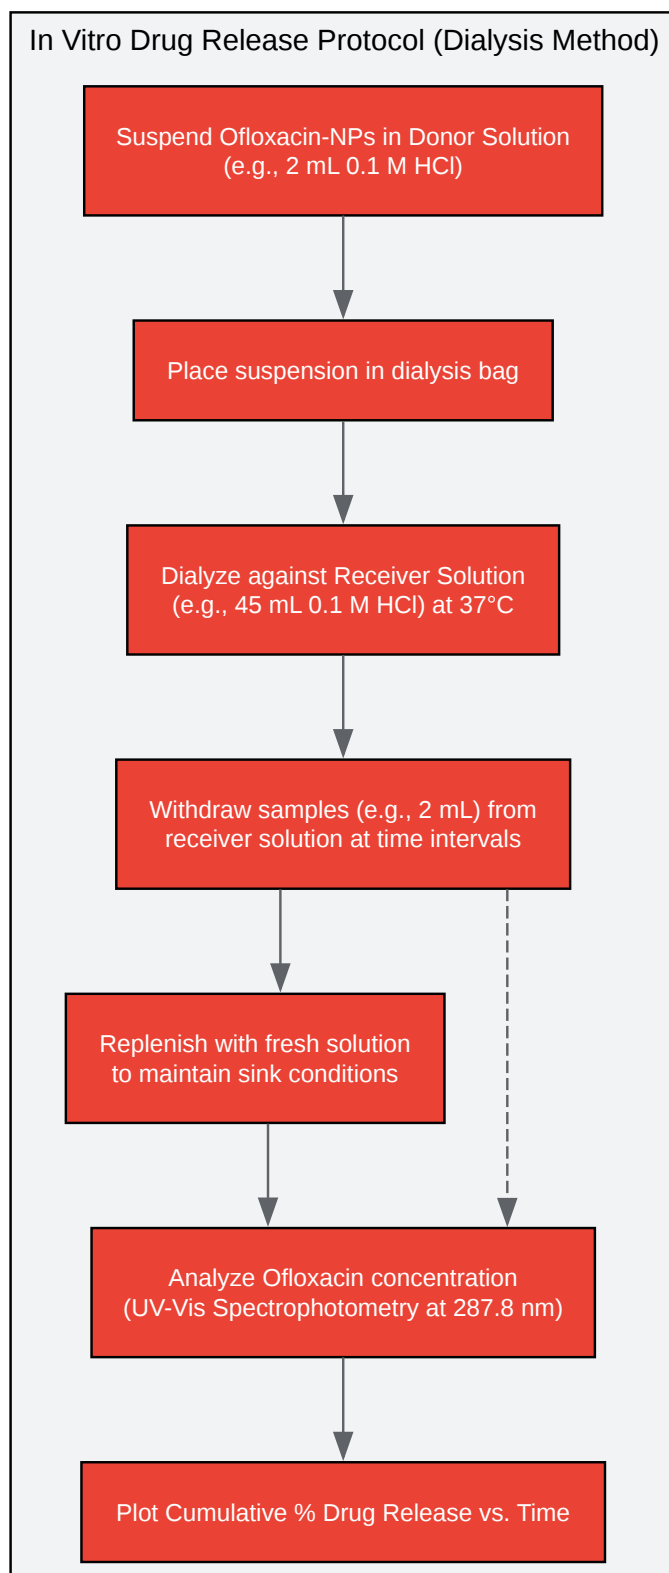 In Vitro Drug Release Protocol (Dialysis Method)
Suspend Ofloxacin-NPs in Donor Solution
(e.g., 2 mL 0.1 M HCl)
Place suspension in dialysis bag
Dialyze against Receiver Solution
(e.g., 45 mL 0.1 M HCl) at 37°C
Withdraw samples (e.g., 2 mL) from
receiver solution at time intervals
Replenish with fresh solution
to maintain sink conditions
Analyze Ofloxacin concentration
(UV-Vis Spectrophotometry at 287.8 nm)
Plot Cumulative % Drug Release vs. Time